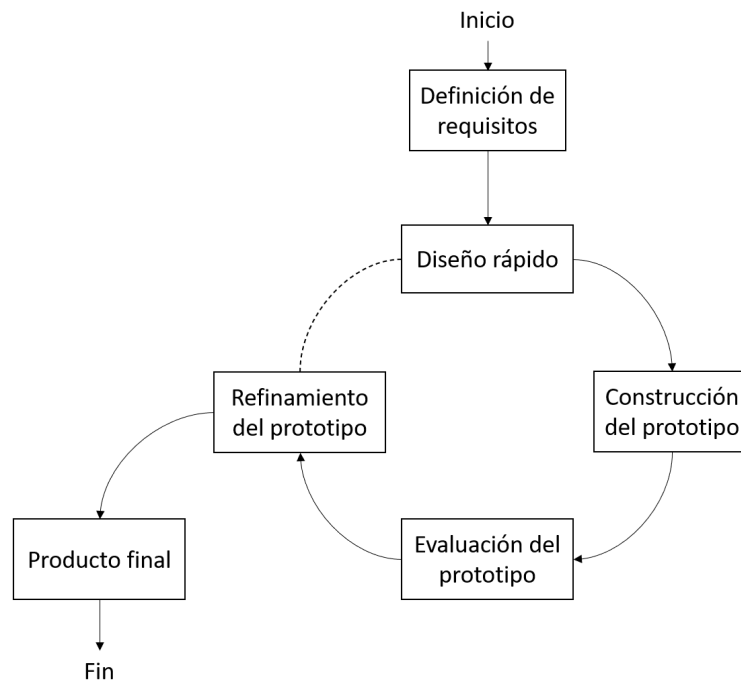 Inicio
Definición de
requisitos
Diseño rápido
Construcción
del prototipo
Evaluación del
prototipo
Refinamiento
del prototipo
Producto final
Fin